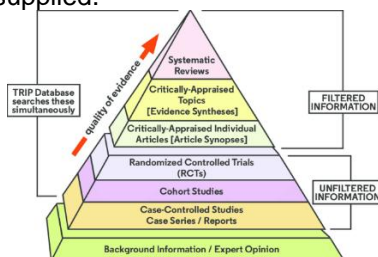 supplied.
Systematic
Reviews
Critically-Appraised
Topics
[Evidence Syntheses]
Critically-Appraised Individual
Articles [Article Synopses]
Randomized Controlled Trials
(RCTs)
Cohort Studies
Case-Controlled Studies
Case Series / Reports
Background Information / Expert Opinion
quality of evidence
TRIP Database
searches these
simultaneously
FILTERED
INFORMATION
UNFILTERED
INFORMATION